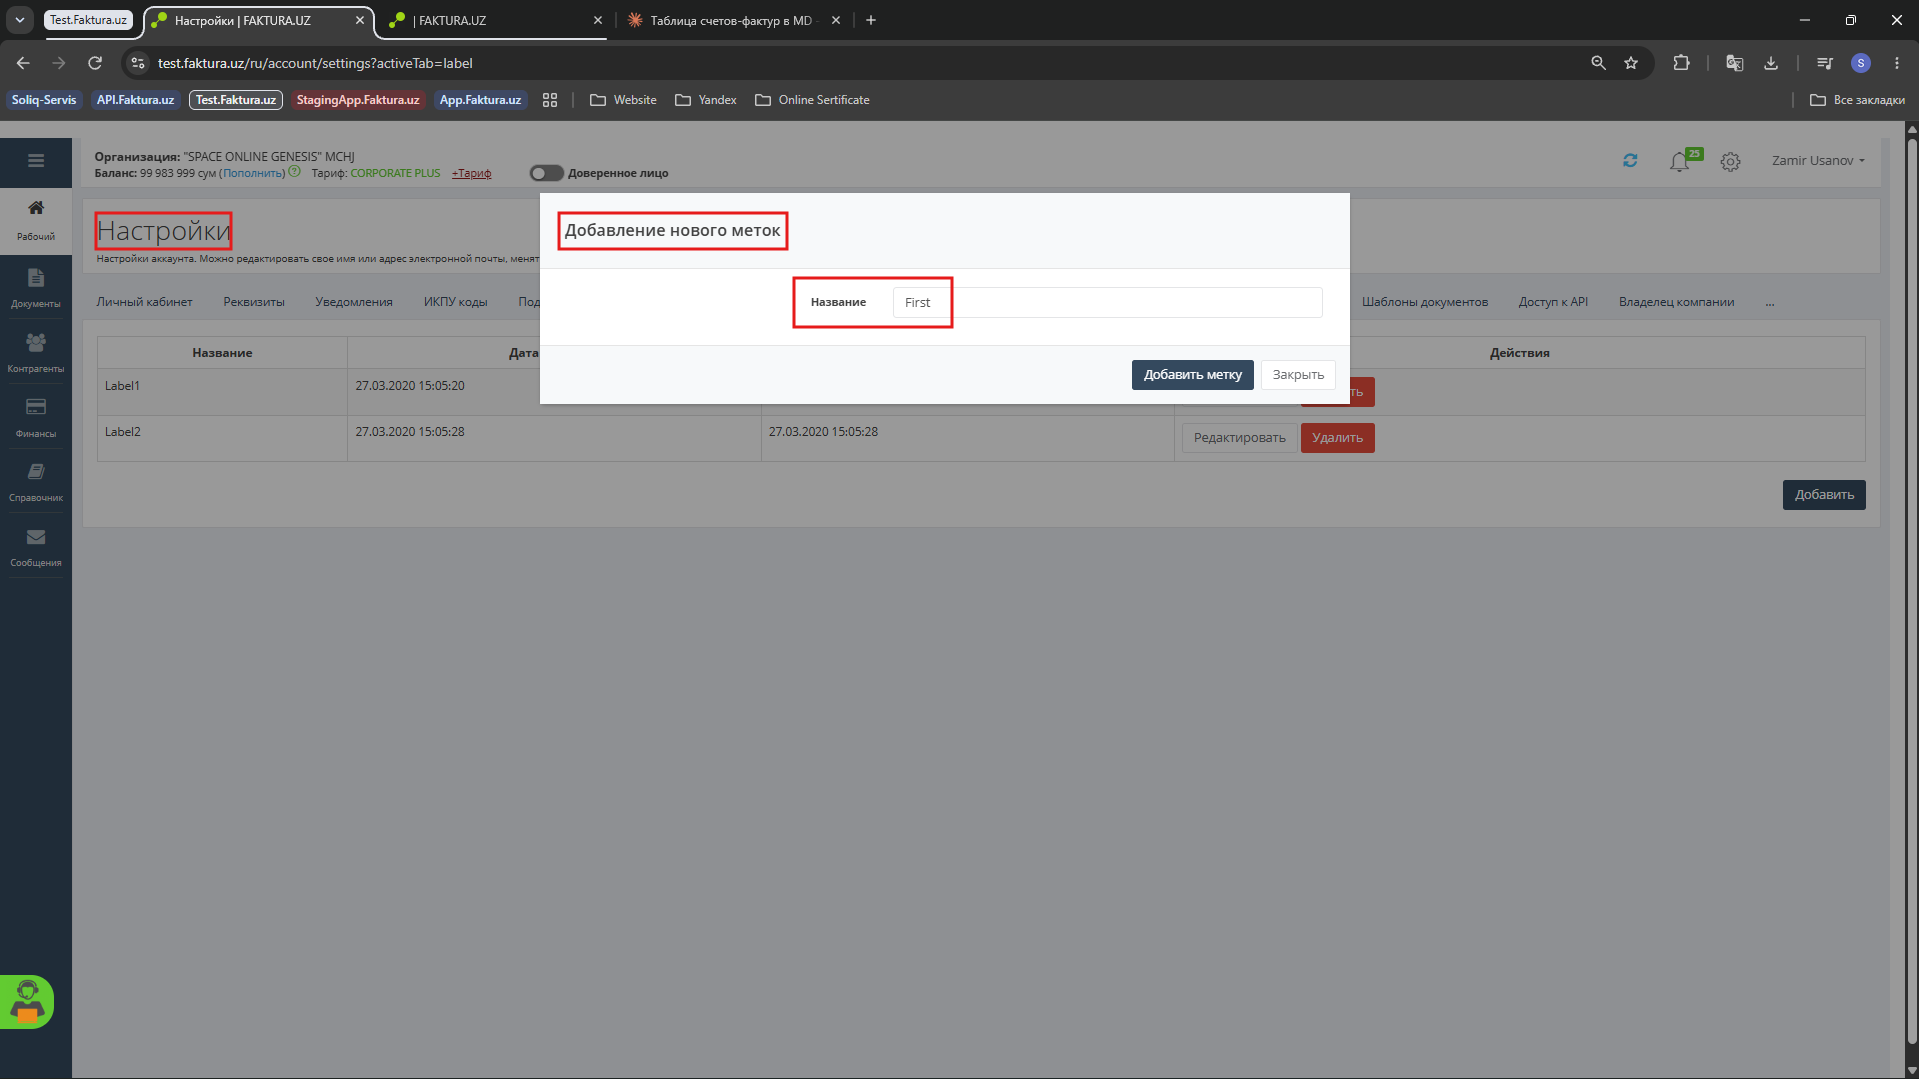 Test.Faktura.uz
Настройки | FAKTURA.UZ
| FAKTURA.UZ
Таблица счетов-фактур в MD
test.faktura.uz/ru/account/settings?activeTab=label
S
Soliq-Servis API.Faktura.uz Test.Faktura.uz StagingApp.Faktura.uz App.Faktura.uz Website Yandex Online Sertificate Все закладки
Организация: "SPACE ONLINE GENESIS" MCHJ
Баланс: 99 983 999 сум (Пополнить) ? Тариф: CORPORATE PLUS +Тариф Доверенное лицо
25
Zamir Usanov
Рабочий
Документы
Контрагенты
Финансы
Справочник
Сообщения
Настройки
Настройки аккаунта. Можно редактировать свое имя или адрес электронной почты, менят
Личный кабинет Реквизиты Уведомления ИКПУ коды Под Шаблоны документов Доступ к API Владелец компании ...
Добавление нового меток
Название First
Добавить метку Закрыть
Название Дата Действия
Label1 27.03.2020 15:05:20 ть
Label2 27.03.2020 15:05:28 27.03.2020 15:05:28 Редактировать Удалить
Добавить